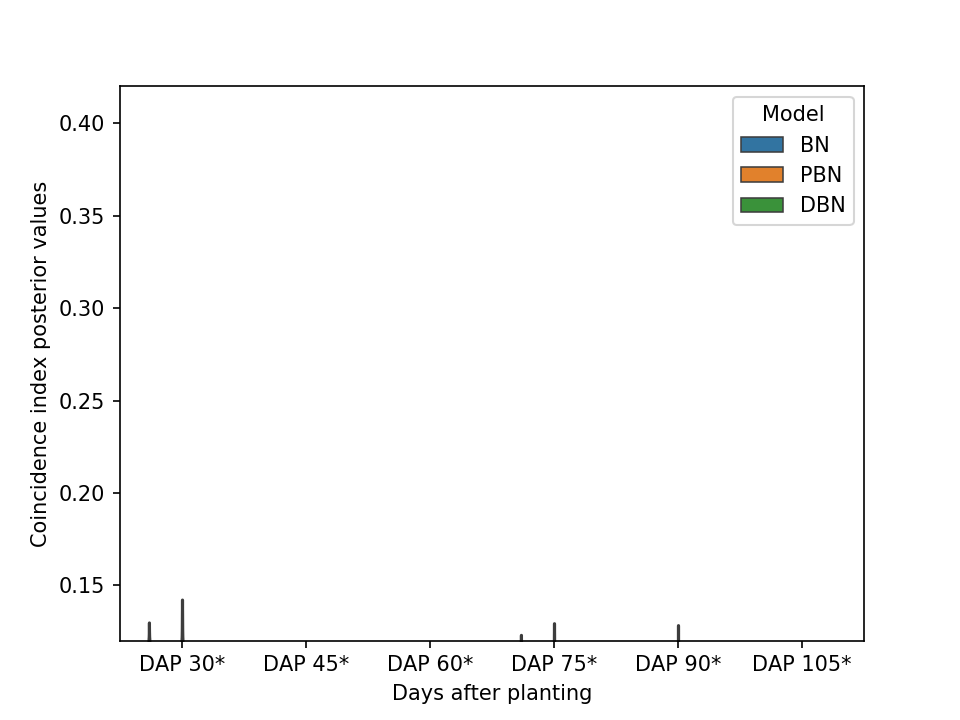 Model
BN
PBN
DBN
0.40
0.35
0.30
0.25
0.20
0.15
Coincidence index posterior values
DAP 30*
DAP 45*
DAP 60*
DAP 75*
DAP 90*
DAP 105*
Days after planting